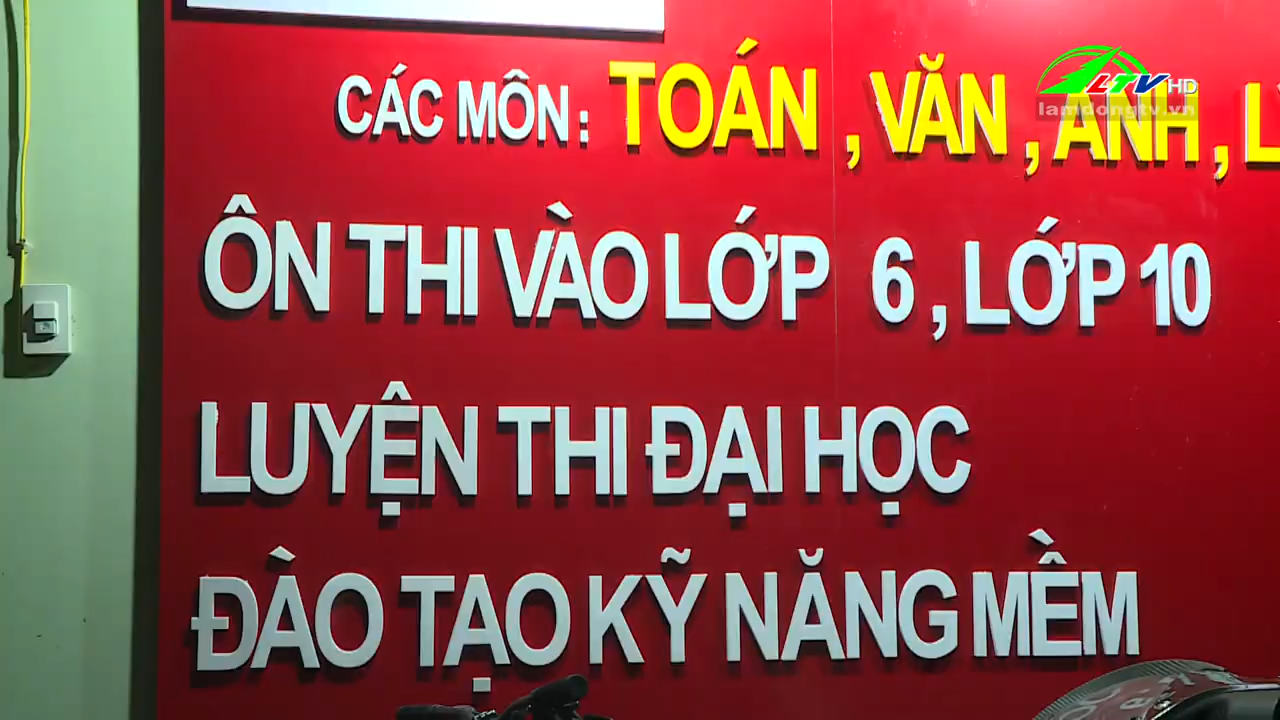 LTV HD
lamdongtv.vn
CÁC MÔN : TOÁN , VĂN , ANH ,
ÔN THI VÀO LỚP 6 , LỚP 10
LUYỆN THI ĐẠI HỌC
ĐÀO TẠO KỸ NĂNG MỀM